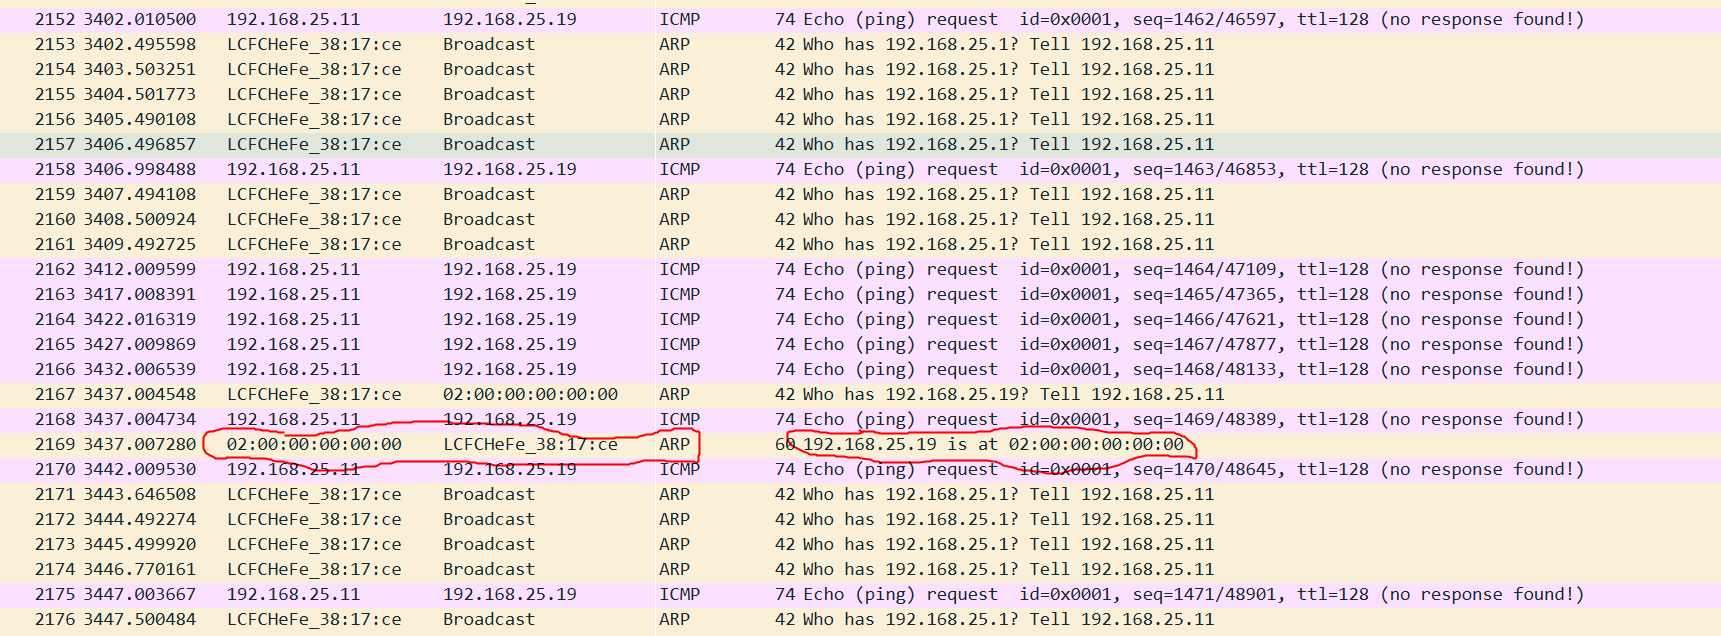 2152 3402.010500 192.168.25.11 192.168.25.19 ICMP 74 Echo (ping) request id=0x0001, seq=1462/46597, ttl=128 (no response found!)
2153 3402.495598 LCFCHeFe_38:17:ce Broadcast ARP 42 Who has 192.168.25.1? Tell 192.168.25.11
2154 3403.503251 LCFCHeFe_38:17:ce Broadcast ARP 42 Who has 192.168.25.1? Tell 192.168.25.11
2155 3404.501773 LCFCHeFe_38:17:ce Broadcast ARP 42 Who has 192.168.25.1? Tell 192.168.25.11
2156 3405.490108 LCFCHeFe_38:17:ce Broadcast ARP 42 Who has 192.168.25.1? Tell 192.168.25.11
2157 3406.496857 LCFCHeFe_38:17:ce Broadcast ARP 42 Who has 192.168.25.1? Tell 192.168.25.11
2158 3406.998488 192.168.25.11 192.168.25.19 ICMP 74 Echo (ping) request id=0x0001, seq=1463/46853, ttl=128 (no response found!)
2159 3407.494108 LCFCHeFe_38:17:ce Broadcast ARP 42 Who has 192.168.25.1? Tell 192.168.25.11
2160 3408.500924 LCFCHeFe_38:17:ce Broadcast ARP 42 Who has 192.168.25.1? Tell 192.168.25.11
2161 3409.492725 LCFCHeFe_38:17:ce Broadcast ARP 42 Who has 192.168.25.1? Tell 192.168.25.11
2162 3412.009599 192.168.25.11 192.168.25.19 ICMP 74 Echo (ping) request id=0x0001, seq=1464/47109, ttl=128 (no response found!)
2163 3417.008391 192.168.25.11 192.168.25.19 ICMP 74 Echo (ping) request id=0x0001, seq=1465/47365, ttl=128 (no response found!)
2164 3422.016319 192.168.25.11 192.168.25.19 ICMP 74 Echo (ping) request id=0x0001, seq=1466/47621, ttl=128 (no response found!)
2165 3427.009869 192.168.25.11 192.168.25.19 ICMP 74 Echo (ping) request id=0x0001, seq=1467/47877, ttl=128 (no response found!)
2166 3432.006539 192.168.25.11 192.168.25.19 ICMP 74 Echo (ping) request id=0x0001, seq=1468/48133, ttl=128 (no response found!)
2167 3437.004548 LCFCHeFe_38:17:ce 02:00:00:00:00:00 ARP 42 Who has 192.168.25.19? Tell 192.168.25.11
2168 3437.004734 192.168.25.11 192.168.25.19 ICMP 74 Echo (ping) request id=0x0001, seq=1469/48389, ttl=128 (no response found!)
2169 3437.007280 02:00:00:00:00:00 LCFCHeFe_38:17:ce ARP 60 192.168.25.19 is at 02:00:00:00:00:00
2170 3442.009530 192.168.25.11 192.168.25.19 ICMP 74 Echo (ping) request id=0x0001, seq=1470/48645, ttl=128 (no response found!)
2171 3443.646508 LCFCHeFe_38:17:ce Broadcast ARP 42 Who has 192.168.25.1? Tell 192.168.25.11
2172 3444.492274 LCFCHeFe_38:17:ce Broadcast ARP 42 Who has 192.168.25.1? Tell 192.168.25.11
2173 3445.499920 LCFCHeFe_38:17:ce Broadcast ARP 42 Who has 192.168.25.1? Tell 192.168.25.11
2174 3446.770161 LCFCHeFe_38:17:ce Broadcast ARP 42 Who has 192.168.25.1? Tell 192.168.25.11
2175 3447.003667 192.168.25.11 192.168.25.19 ICMP 74 Echo (ping) request id=0x0001, seq=1471/48901, ttl=128 (no response found!)
2176 3447.500484 LCFCHeFe_38:17:ce Broadcast ARP 42 Who has 192.168.25.1? Tell 192.168.25.11